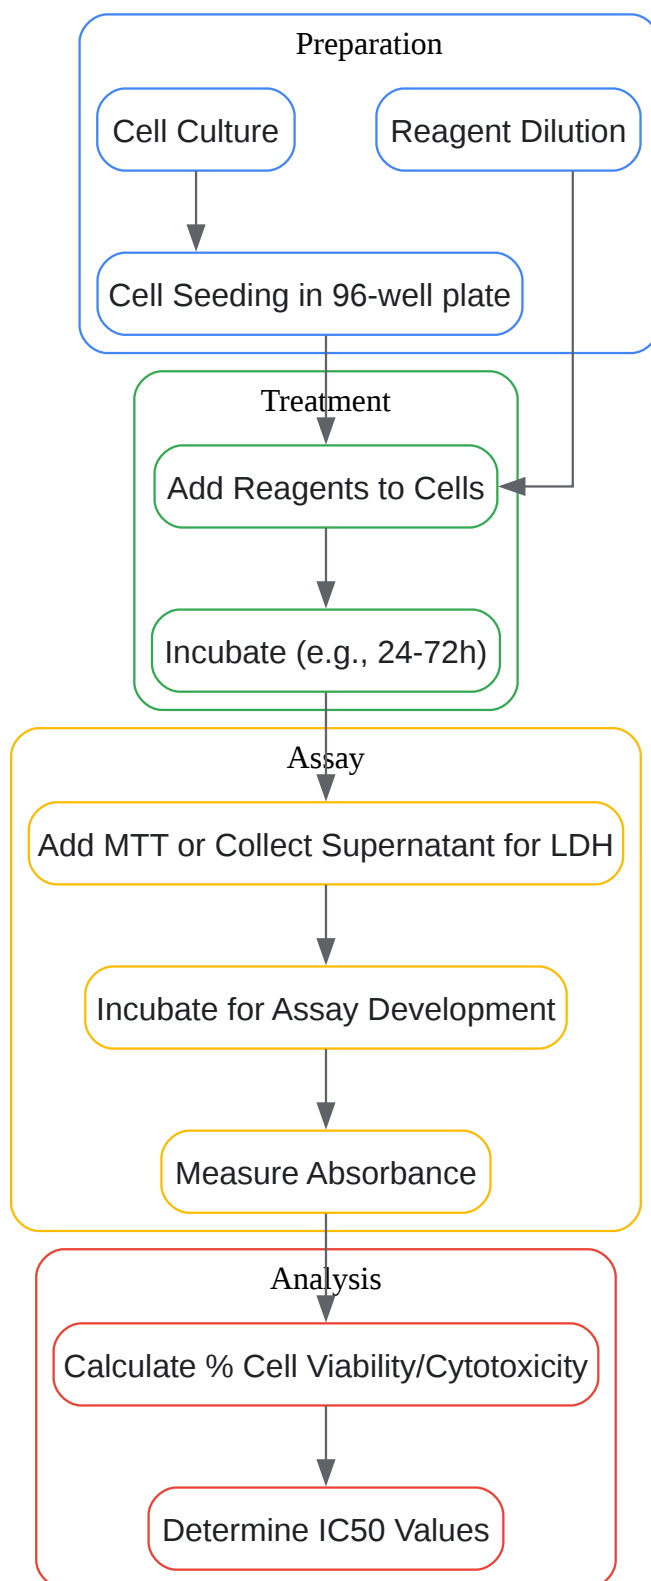 Preparation
Cell Culture
Reagent Dilution
Cell Seeding in 96-well plate
Treatment
Add Reagents to Cells
Incubate (e.g., 24-72h)
Assay
Add MTT or Collect Supernatant for LDH
Incubate for Assay Development
Measure Absorbance
Analysis
Calculate % Cell Viability/Cytotoxicity
Determine IC50 Values